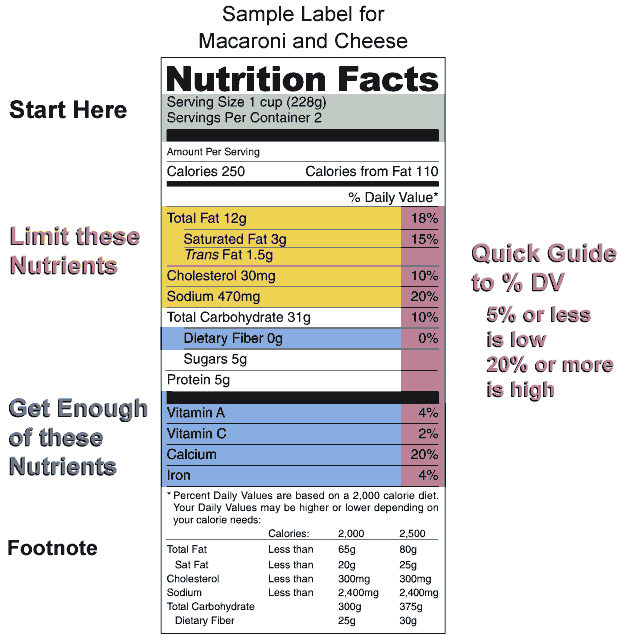 Sample Label for
Macaroni and Cheese
Nutrition Facts
Start Here
Serving Size 1 cup (228g)
Servings Per Container 2
Amount Per Serving
Calories 250 Calories from Fat 110
% Daily Value*
Limit these
Nutrients
Total Fat 12g 18%
Saturated Fat 3g 15%
Trans Fat 1.5g
Cholesterol 30mg 10%
Sodium 470mg 20%
Total Carbohydrate 31g 10%
Dietary Fiber 0g 0%
Sugars 5g
Protein 5g
Quick Guide
to % DV
5% or less
is low
20% or more
is high
Get Enough
of these
Nutrients
Vitamin A 4%
Vitamin C 2%
Calcium 20%
Iron 4%
Footnote
* Percent Daily Values are based on a 2,000 calorie diet.
Your Daily Values may be higher or lower depending on
your calorie needs:
Calories: 2,000 2,500
Total Fat Less than 65g 80g
Sat Fat Less than 20g 25g
Cholesterol Less than 300mg 300mg
Sodium Less than 2,400mg 2,400mg
Total Carbohydrate 300g 375g
Dietary Fiber 25g 30g